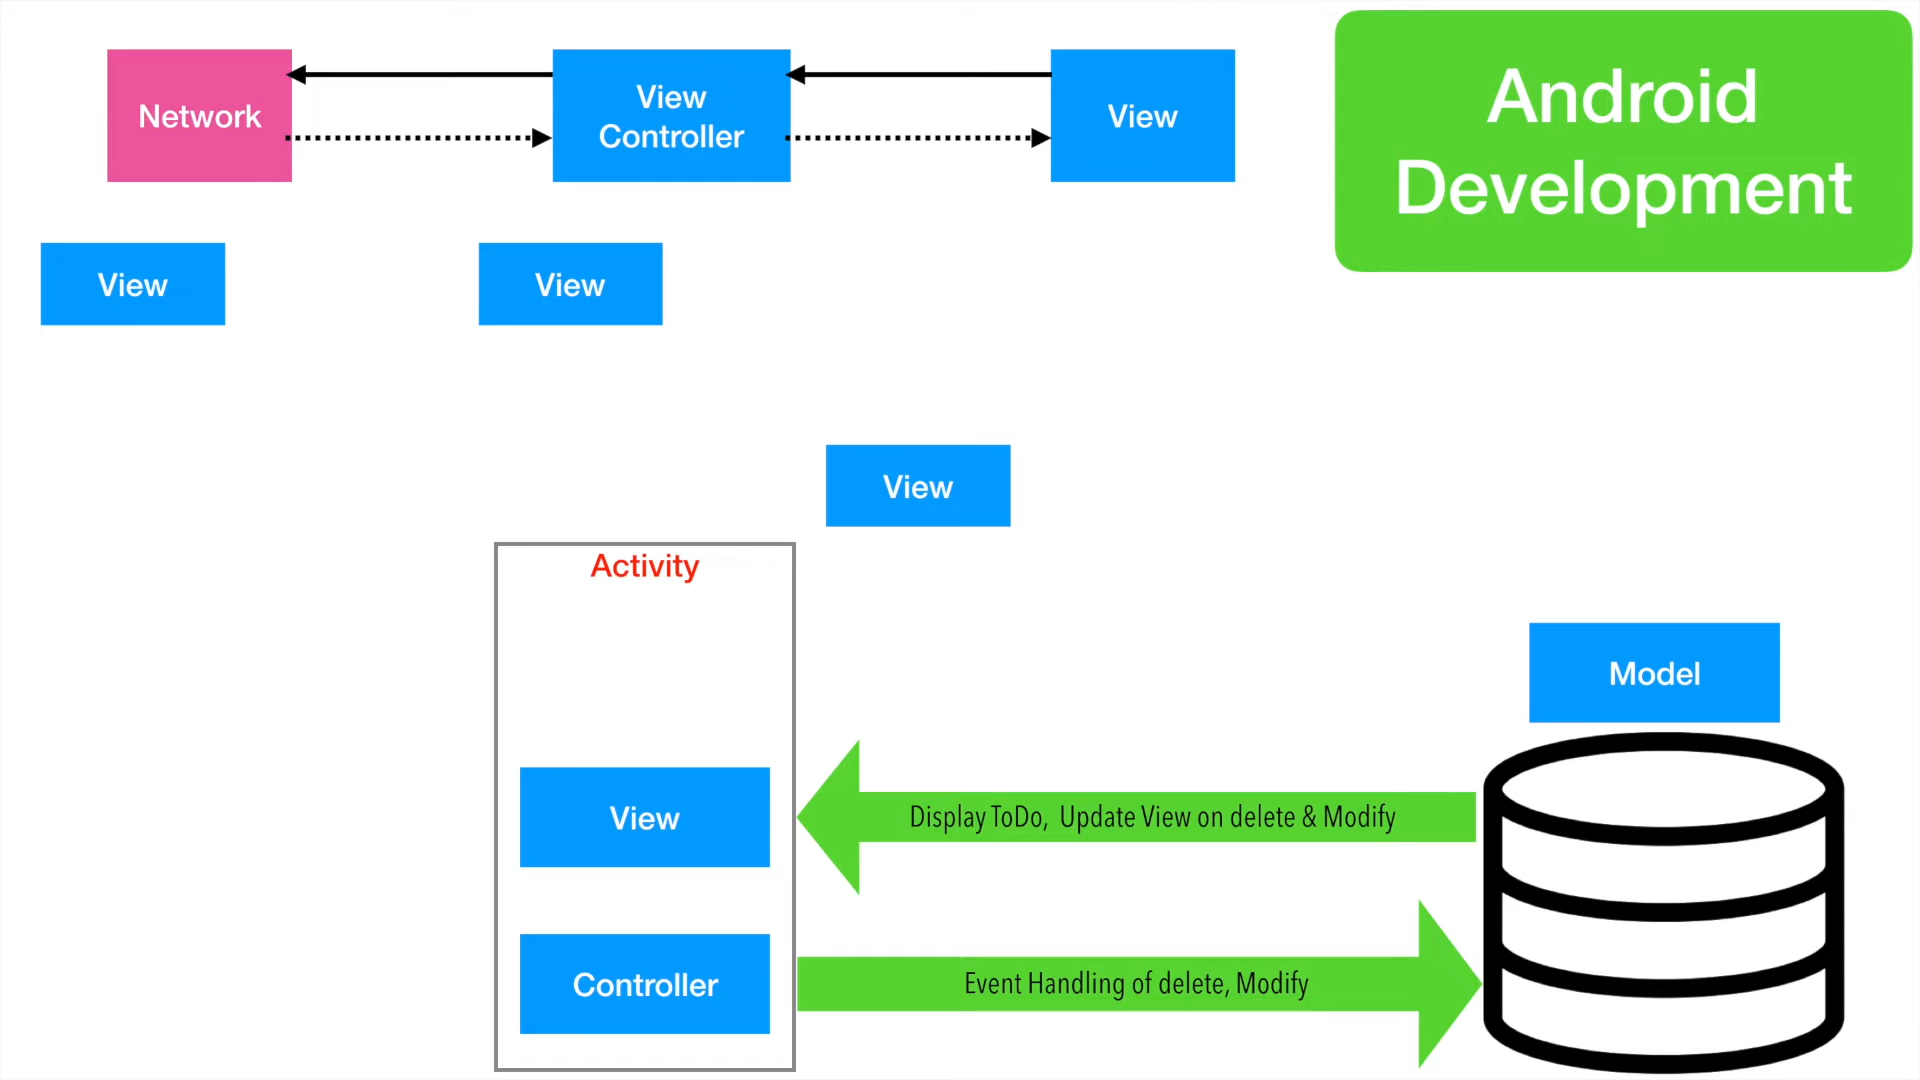 Network
View
Controller
View
Android
Development
View
View
View
Activity
Model
View
Display ToDo,  Update View on delete & Modify
Controller
Event Handling of delete, Modify